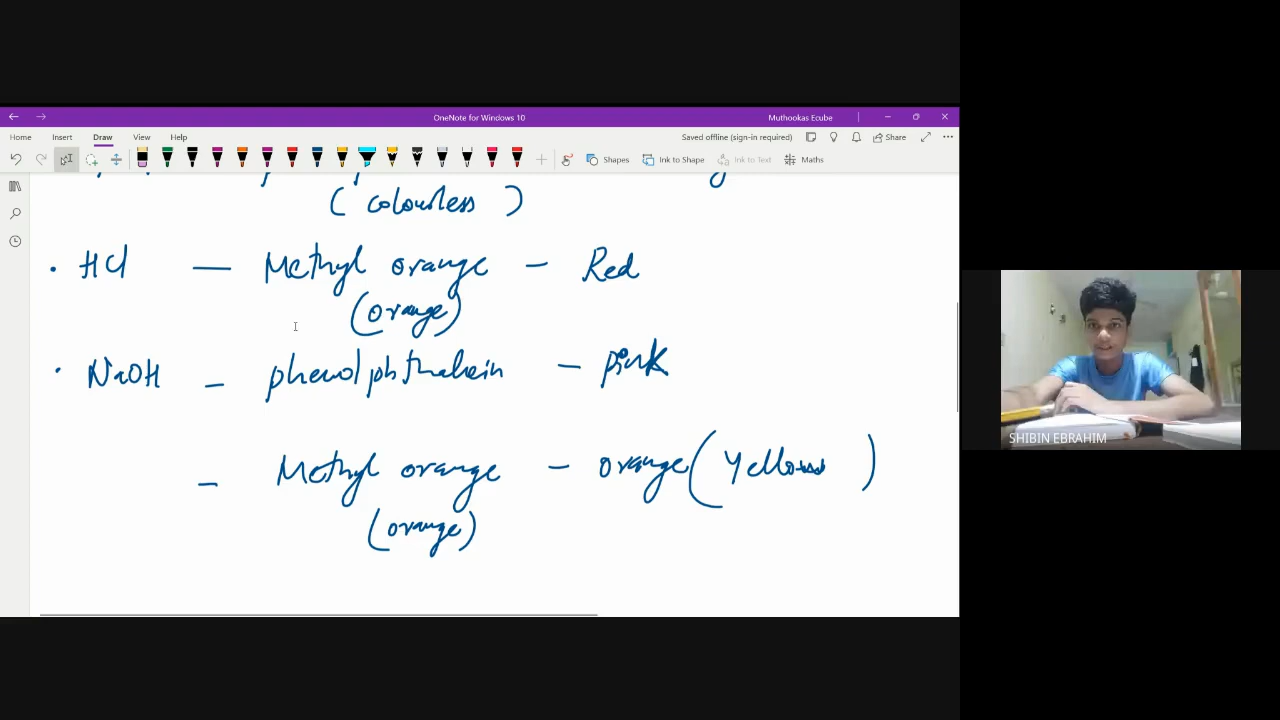 OneNote for Windows 10
Muthookas Ecube
Home Insert Draw View Help
Saved offline (sign-in required)
Share
Shapes
Ink to Shape
Ink to Text
Maths
( colourless )
. HCl — Methyl orange – Red
(orange)
. NaOH – phenolphthalein – pink
– Methyl orange – orange ( Yellow )
(orange)
SHIBIN EBRAHIM